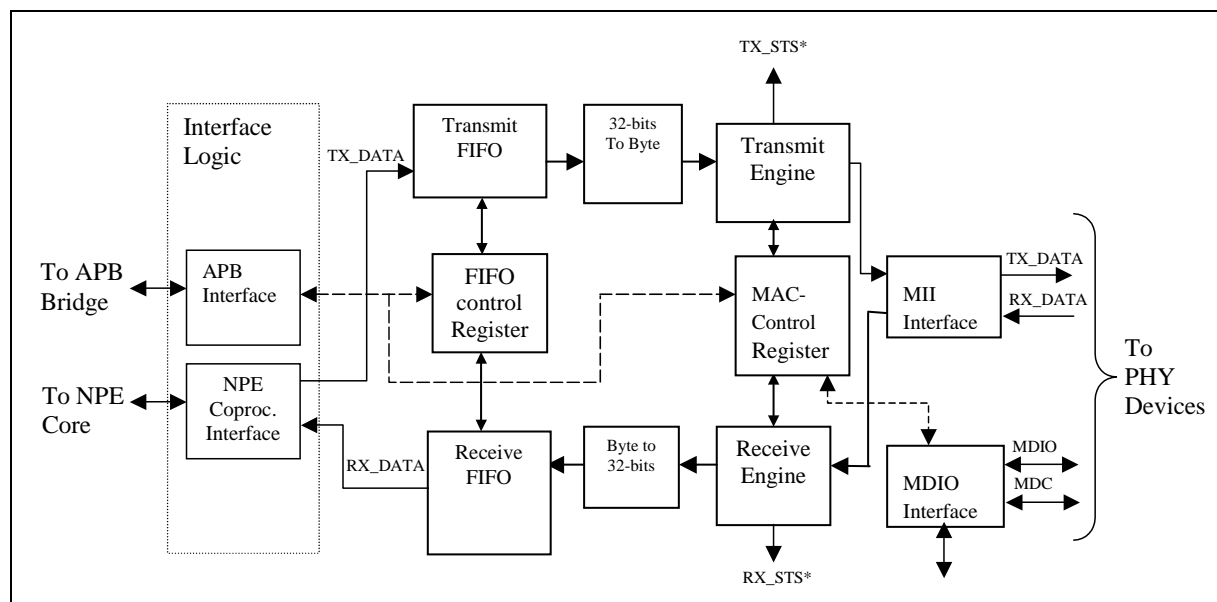 TX_STS*
Interface
Logic
TX_DATA
Transmit
FIFO
32-bits
To Byte
Transmit
Engine
To APB
Bridge
APB
Interface
FIFO
control
Register
MAC-
Control
Register
MII
Interface
TX_DATA
RX_DATA
To
PHY
Devices
To NPE
Core
NPE
Coproc.
Interface
RX_DATA
Receive
FIFO
Byte to
32-bits
Receive
Engine
MDIO
Interface
MDIO
MDC
RX_STS*